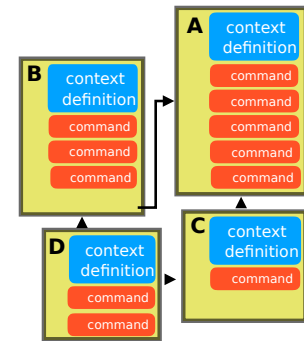 A
context
definition
command
command
command
command
command
B
context
definition
command
command
command
C
context
definition
command
D
context
definition
command
command